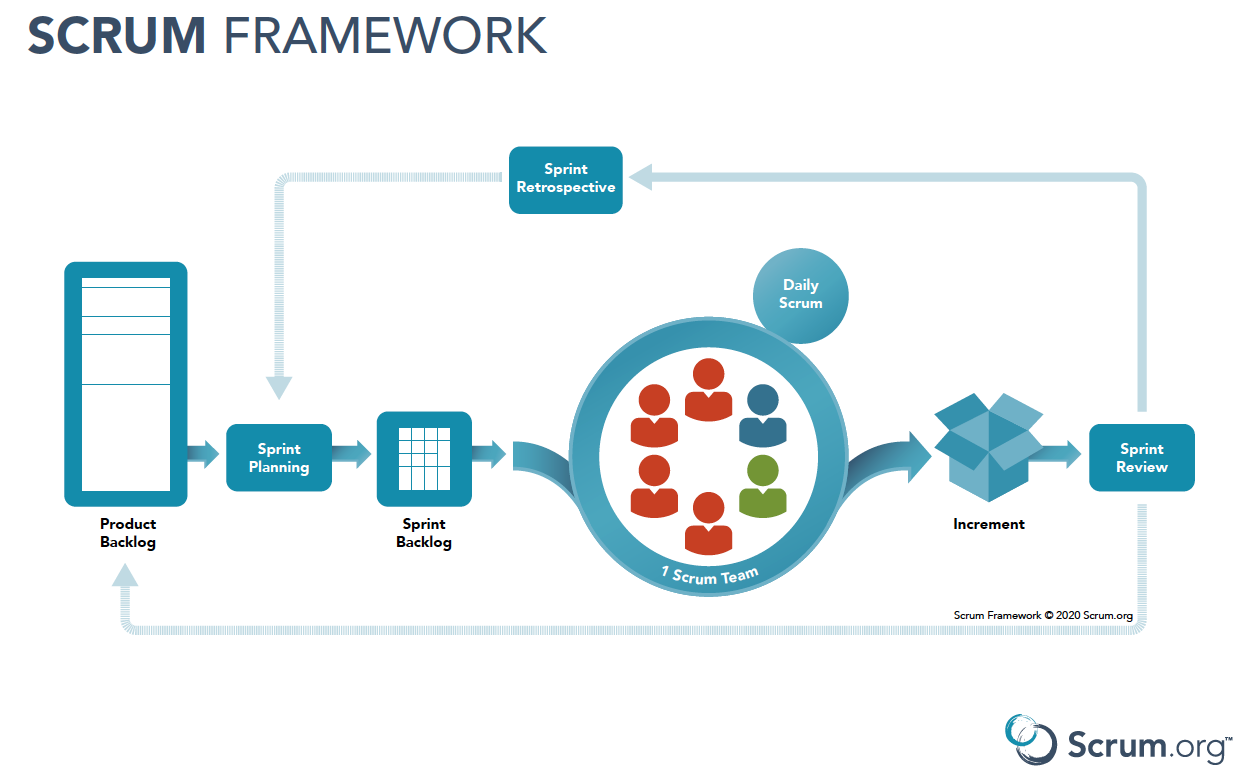 SCRUM FRAMEWORK
Sprint
Retrospective
Daily
Scrum
Sprint
Planning
Sprint
Review
Product
Backlog
Sprint
Backlog
Increment
1 Scrum Team
Scrum Framework © 2020 Scrum.org
Scrum.org™